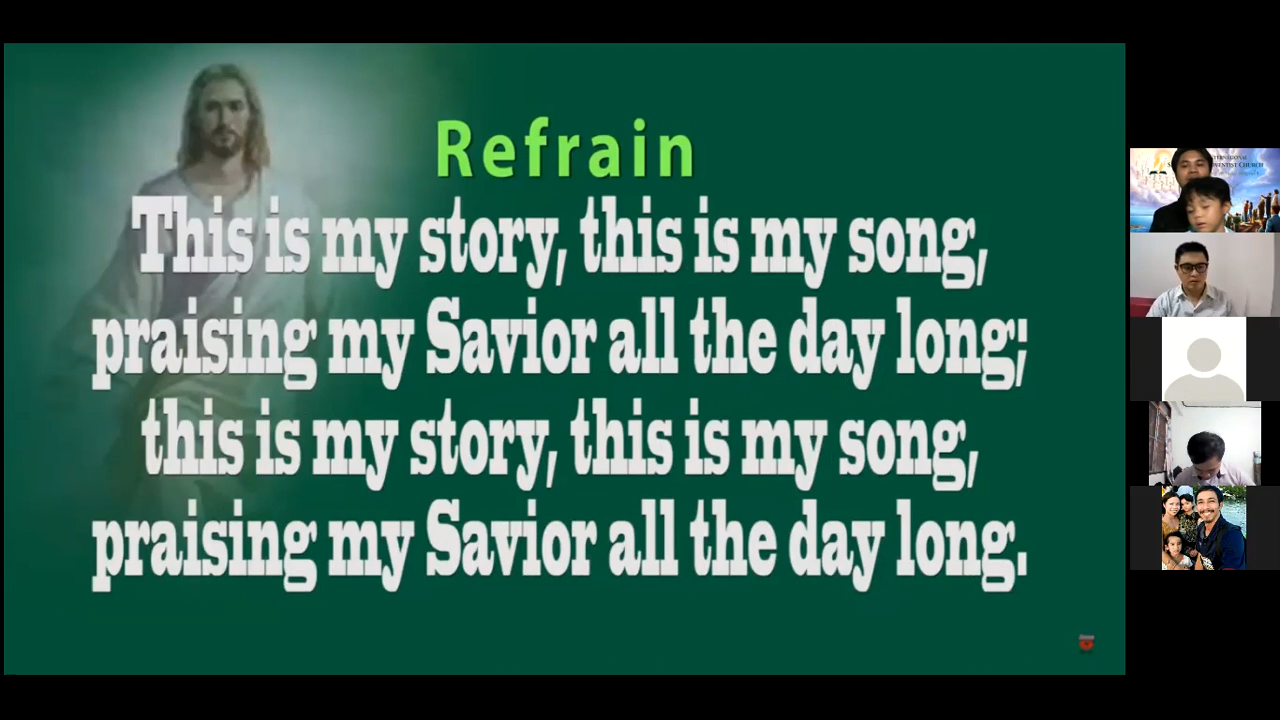 Refrain
This is my story, this is my song,
praising my Savior all the day long;
this is my story, this is my song,
praising my Savior all the day long.